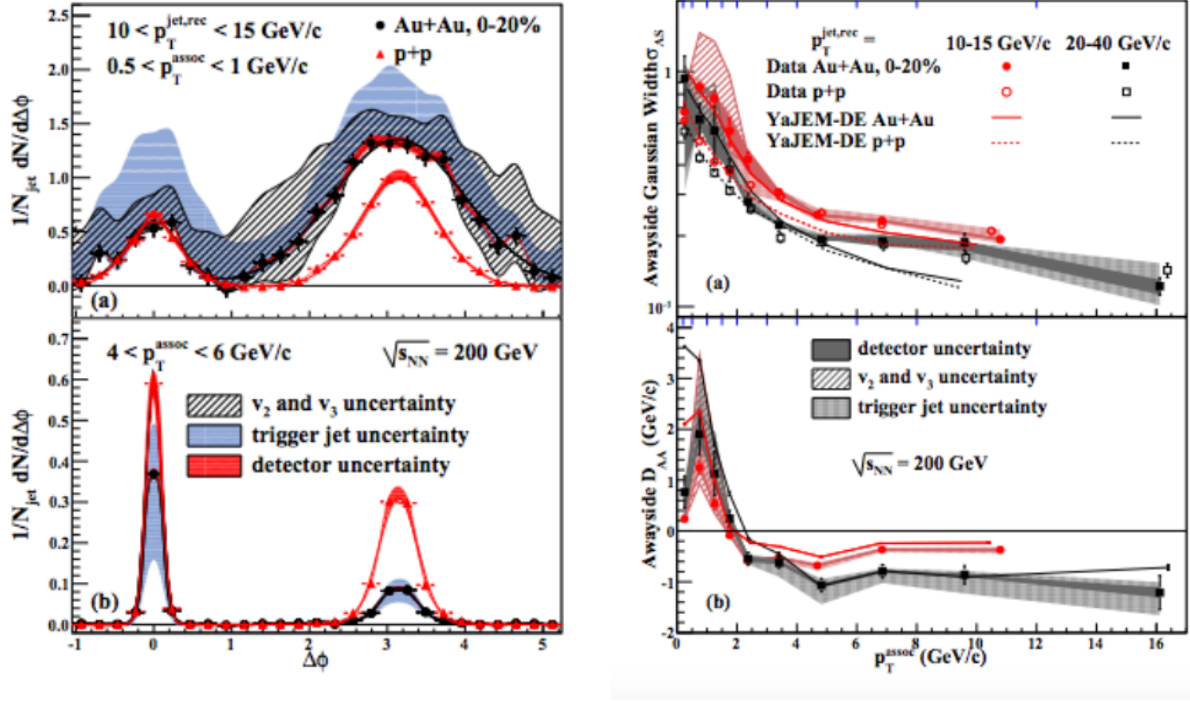 10 < p_T^jet,rec < 15 GeV/c
0.5 < p_T^assoc < 1 GeV/c
Au+Au, 0-20%
p+p
1/N_jet dN/dΔφ
2.5
2.0
1.5
1.0
0.5
0.0
(a)
4 < p_T^assoc < 6 GeV/c
√s_NN = 200 GeV
v_2 and v_3 uncertainty
trigger jet uncertainty
detector uncertainty
1/N_jet dN/dΔφ
0.7
0.6
0.5
0.4
0.3
0.2
0.1
0.0
(b)
-1 0 1 2 3 4 5
Δφ
p_T^jet,rec = 10-15 GeV/c 20-40 GeV/c
Data Au+Au, 0-20%
Data p+p
YaJEM-DE Au+Au
YaJEM-DE p+p
Awayside Gaussian Width σ_AS
1
(a)
detector uncertainty
v_2 and v_3 uncertainty
trigger jet uncertainty
√s_NN = 200 GeV
Awayside D_AA (GeV/c)
4
3
2
1
0
-1
-2
(b)
0 2 4 6 8 10 12 14 16
p_T^assoc (GeV/c)